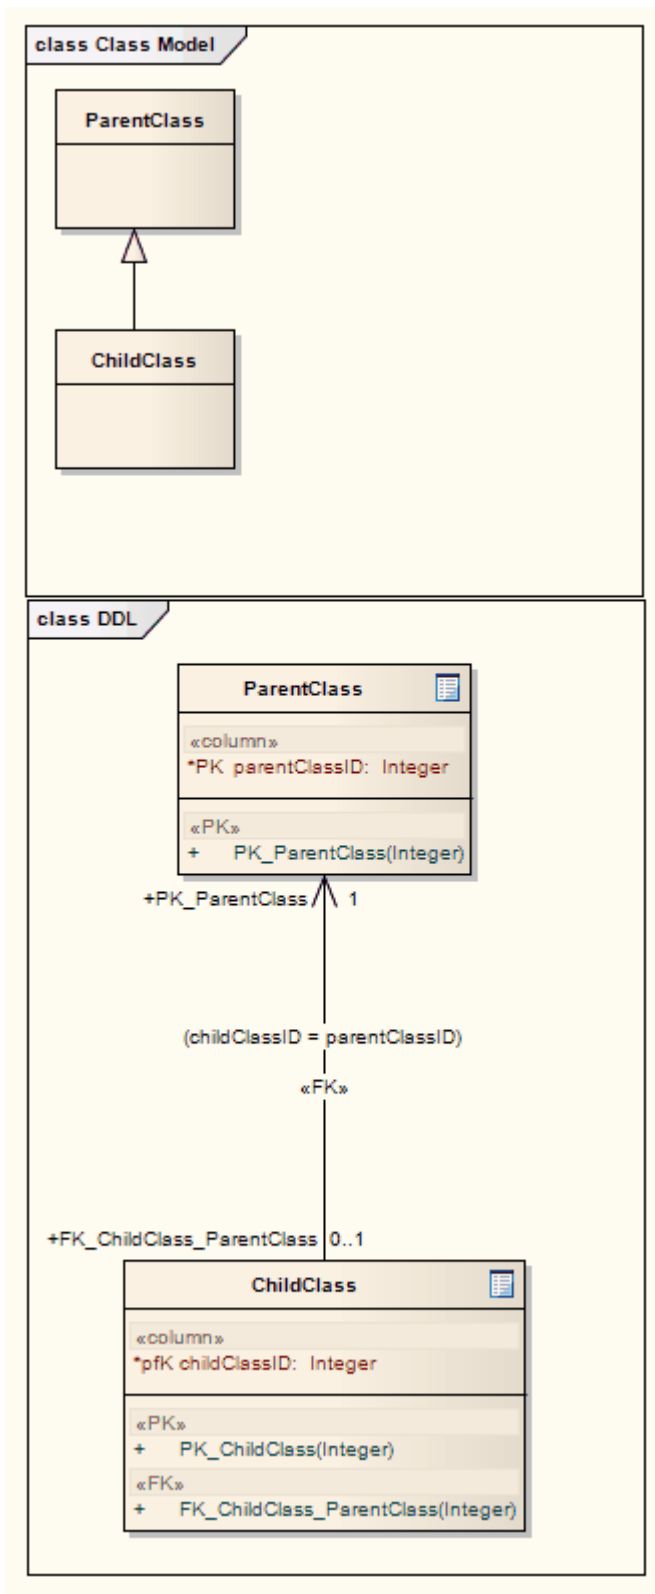 class Class Model
ParentClass
ChildClass
class DDL
ParentClass
«column»
*PK parentClassID: Integer
«PK»
+ PK_ParentClass(Integer)
+PK_ParentClass 1
(childClassID = parentClassID)
«FK»
+FK_ChildClass_ParentClass 0..1
ChildClass
«column»
*pfK childClassID: Integer
«PK»
+ PK_ChildClass(Integer)
«FK»
+ FK_ChildClass_ParentClass(Integer)